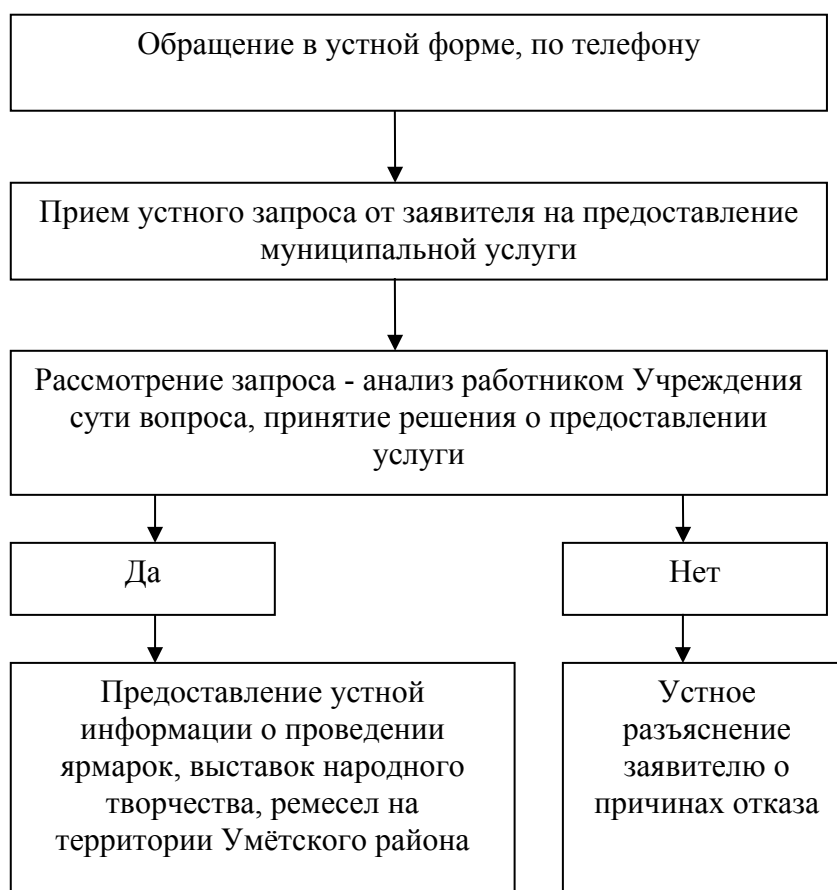 Обращение в устной форме, по телефону
Прием устного запроса от заявителя на предоставление
муниципальной услуги
Рассмотрение запроса - анализ работником Учреждения
сути вопроса, принятие решения о предоставлении
услуги
Да
Нет
Предоставление устной
информации о проведении
ярмарок, выставок народного
творчества, ремесел на
территории Умётского района
Устное
разъяснение
заявителю о
причинах отказа